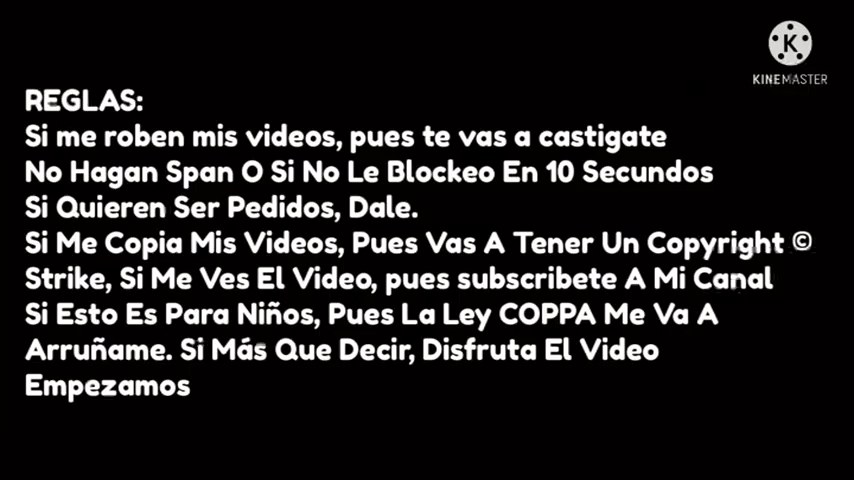 KINEMASTER
REGLAS:
Si me roben mis videos, pues te vas a castigate
No Hagan Span O Si No Le Blockeo En 10 Secundos
Si Quieren Ser Pedidos, Dale.
Si Me Copia Mis Videos, Pues Vas A Tener Un Copyright ©
Strike, Si Me Ves El Video, pues subscribete A Mi Canal
Si Esto Es Para Niños, Pues La Ley COPPA Me Va A
Arruñame. Si Más Que Decir, Disfruta El Video
Empezamos